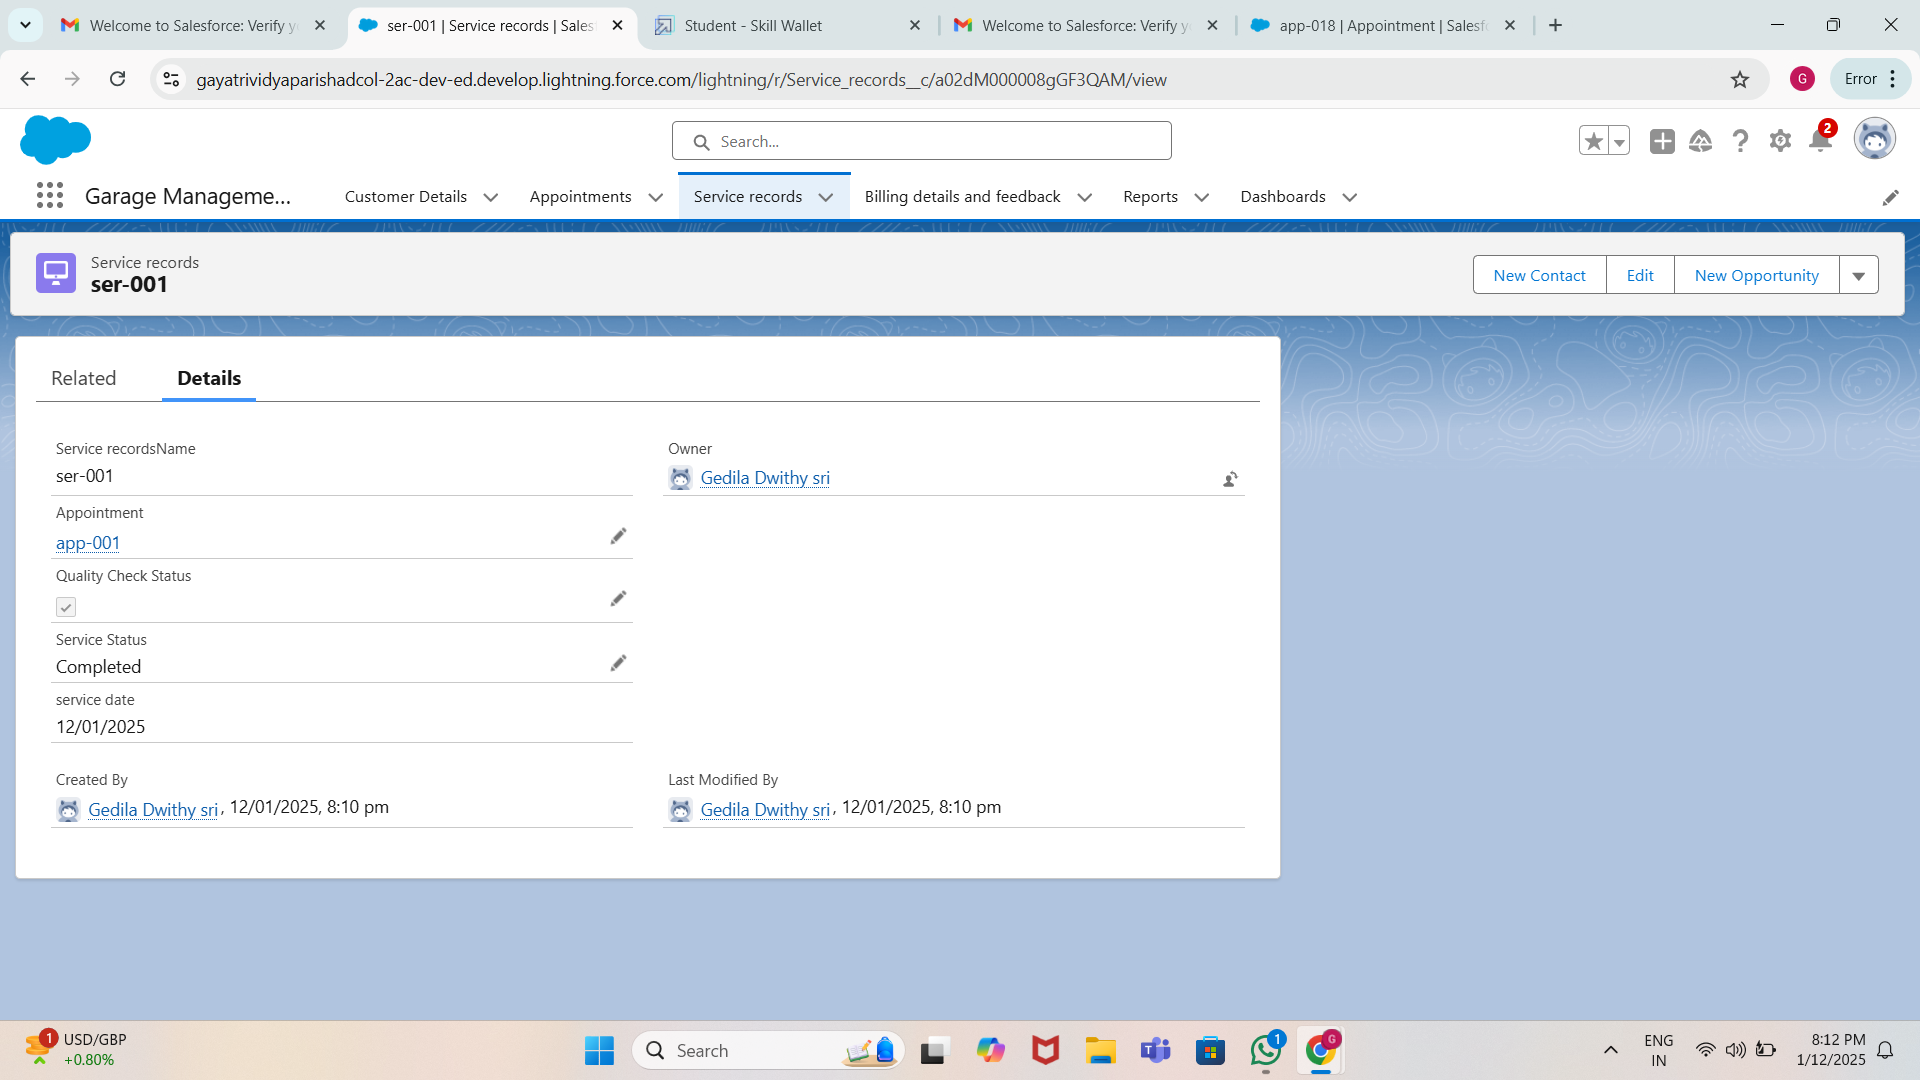 Welcome to Salesforce: Verify y
ser-001 | Service records | Sales
Student - Skill Wallet
Welcome to Salesforce: Verify y
app-018 | Appointment | Salesf
gayatrividyaparishadcol-2ac-dev-ed.develop.lightning.force.com/lightning/r/Service_records__c/a02dM000008gGF3QAM/view
G
Error
Search...
2
Garage Manageme...
Customer Details
Appointments
Service records
Billing details and feedback
Reports
Dashboards
Service records
ser-001
New Contact
Edit
New Opportunity
Related
Details
Service recordsName
ser-001
Owner
Gedila Dwithy sri
Appointment
app-001
Quality Check Status
Service Status
Completed
service date
12/01/2025
Created By
Gedila Dwithy sri, 12/01/2025, 8:10 pm
Last Modified By
Gedila Dwithy sri, 12/01/2025, 8:10 pm
1
USD/GBP
+0.80%
Search
1
G
ENG
IN
8:12 PM
1/12/2025